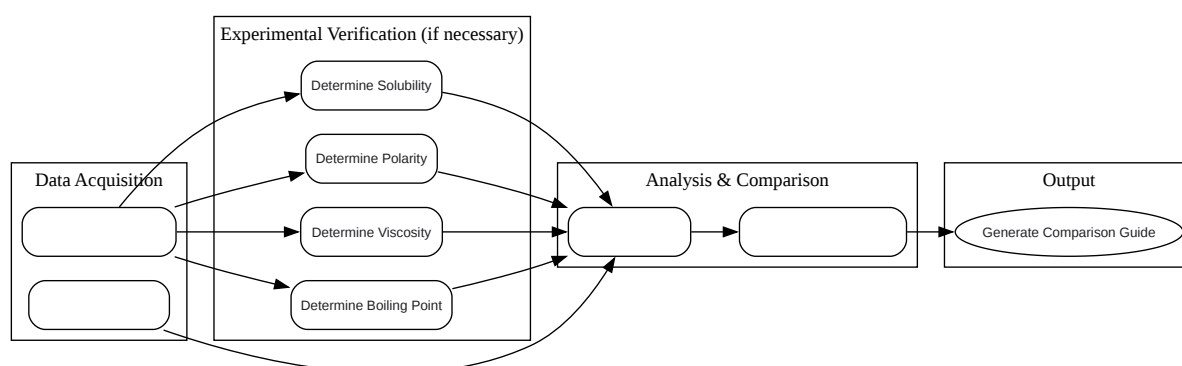 Experimental Verification (if necessary)
Determine Solubility
Determine Polarity
Determine Viscosity
Determine Boiling Point
Data Acquisition
Analysis & Comparison
Output
Generate Comparison Guide